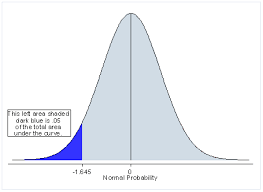 This left area shaded
dark blue is .05
of the total area
under the curve.
-1.645
0
Normal Probability